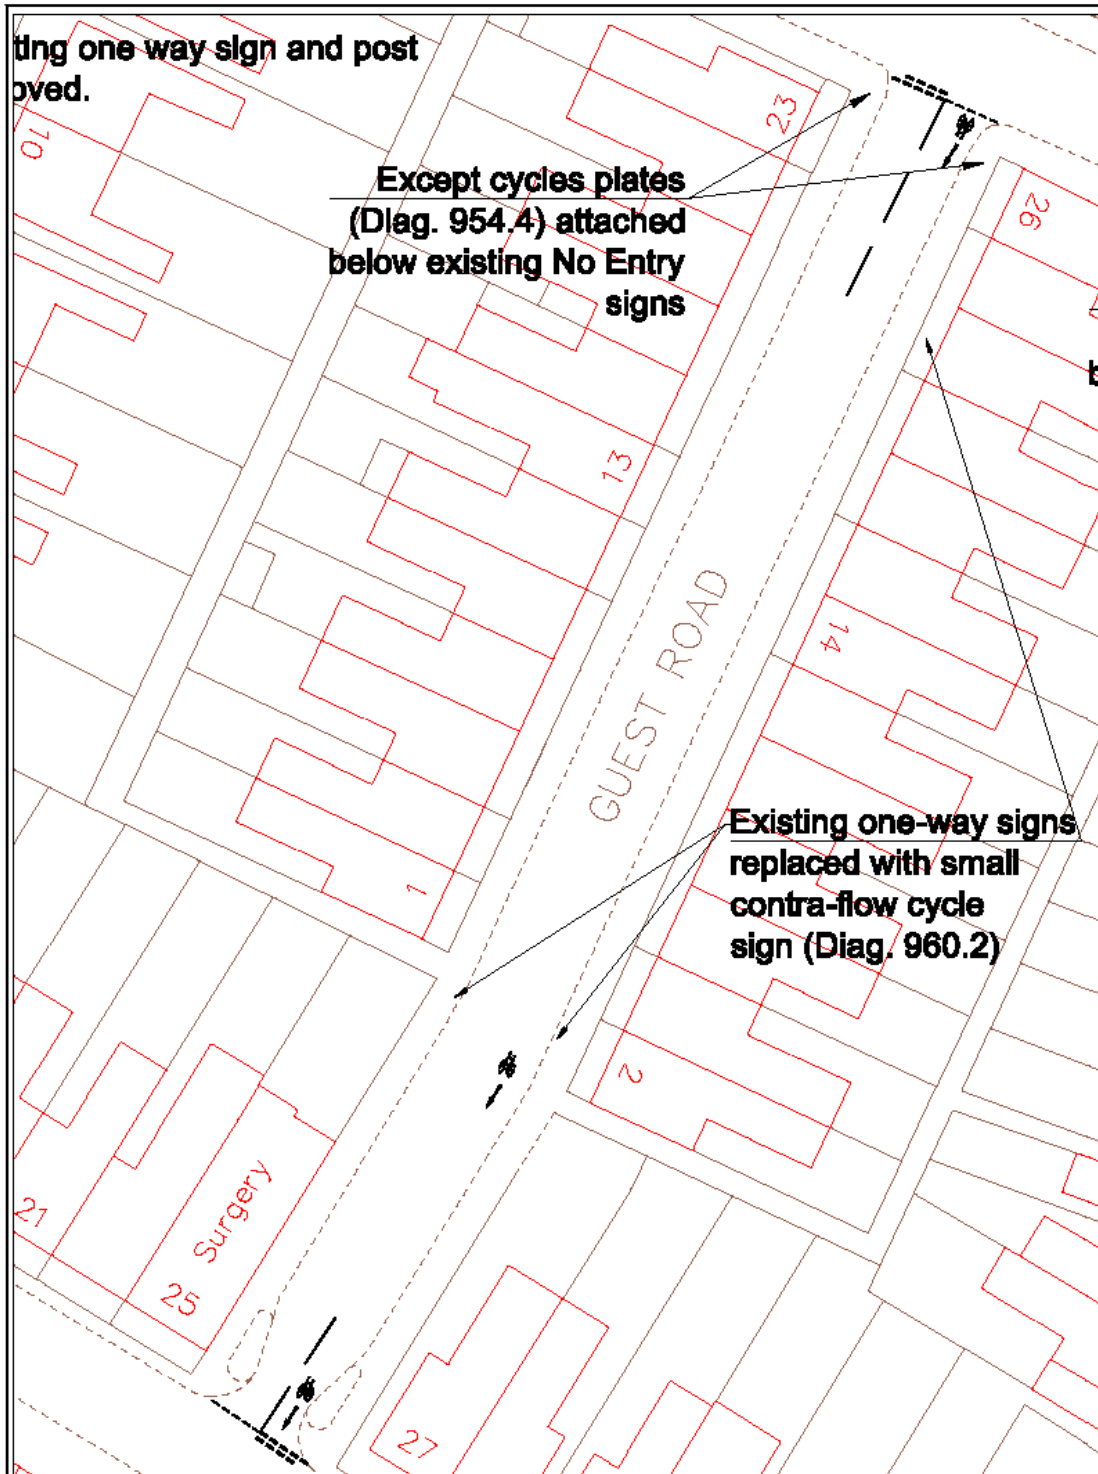 ting one way sign and post
oved.
10
23
Except cycles plates
(Diag. 954.4) attached
below existing No Entry
signs
26
b
13
GUEST ROAD
14
Existing one-way signs
replaced with small
contra-flow cycle
sign (Diag. 960.2)
1
2
21
Surgery
25
27